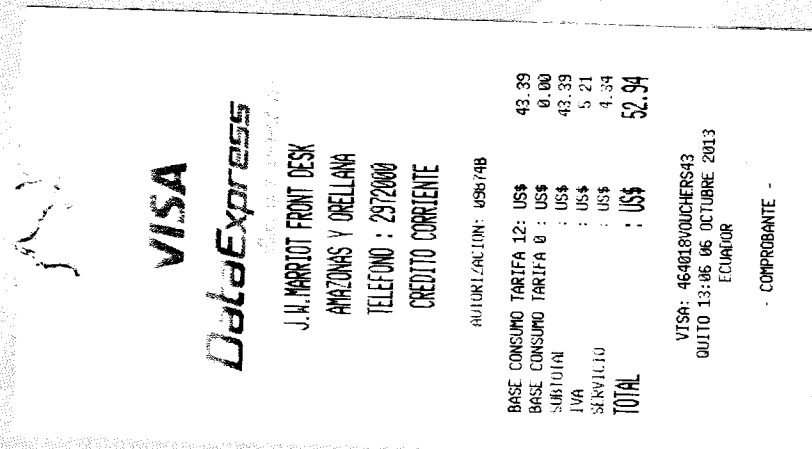 VISA
DataExpress
J.W.MARRIOT FRONT DESK
AMAZONAS Y ORELLANA
TELEFONO : 2972000
CREDITO CORRIENTE
AUTORIZACION: 09874B
BASE CONSUMO TARIFA 12: US$ 43.39
BASE CONSUMO TARIFA 0 : US$ 0.00
SUBTOTAL : US$ 43.39
IVA : US$ 5.21
SERVICIO : US$ 4.34
TOTAL : US$ 52.94
VISA: 464018VOUCHERS43
QUITO 13:06 06 OCTUBRE 2013
ECUADOR
- COMPROBANTE -